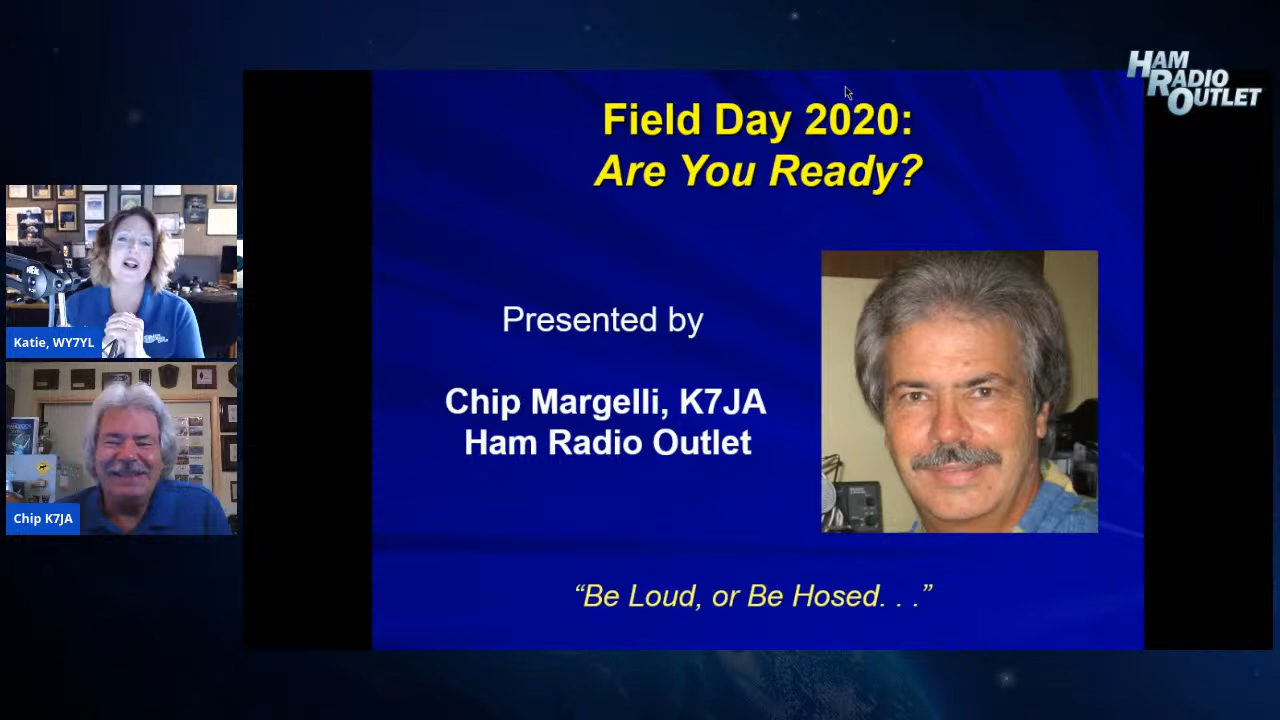 HAM
RADIO
OUTLET
Field Day 2020:
Are You Ready?
Presented by
Chip Margelli, K7JA
Ham Radio Outlet
“Be Loud, or Be Hosed. . .”
Katie, WY7YL
Chip K7JA